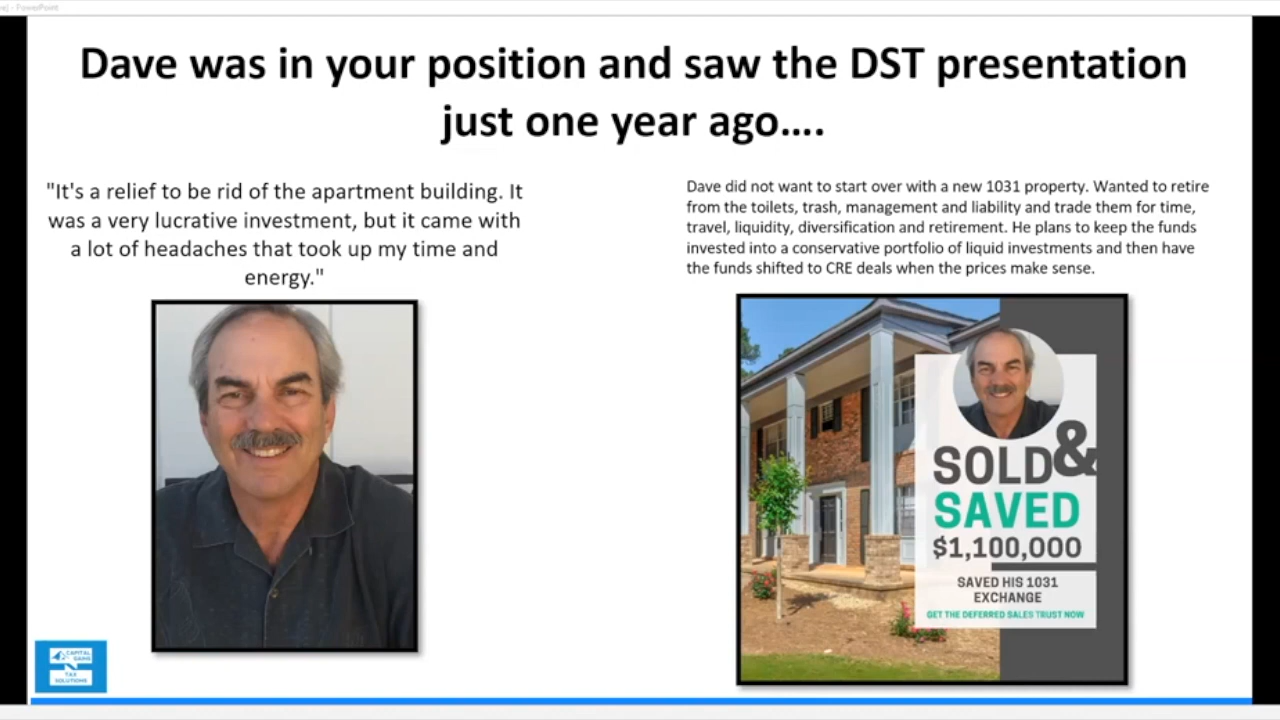 e] - PowerPoint
Dave was in your position and saw the DST presentation
just one year ago….
"It's a relief to be rid of the apartment building. It
was a very lucrative investment, but it came with
a lot of headaches that took up my time and
energy."
Dave did not want to start over with a new 1031 property. Wanted to retire
from the toilets, trash, management and liability and trade them for time,
travel, liquidity, diversification and retirement. He plans to keep the funds
invested into a conservative portfolio of liquid investments and then have
the funds shifted to CRE deals when the prices make sense.
SOLD &
SAVED
$1,100,000
SAVED HIS 1031
EXCHANGE
GET THE DEFERRED SALES TRUST NOW
CAPITAL
GAINS
TAX
SOLUTIONS